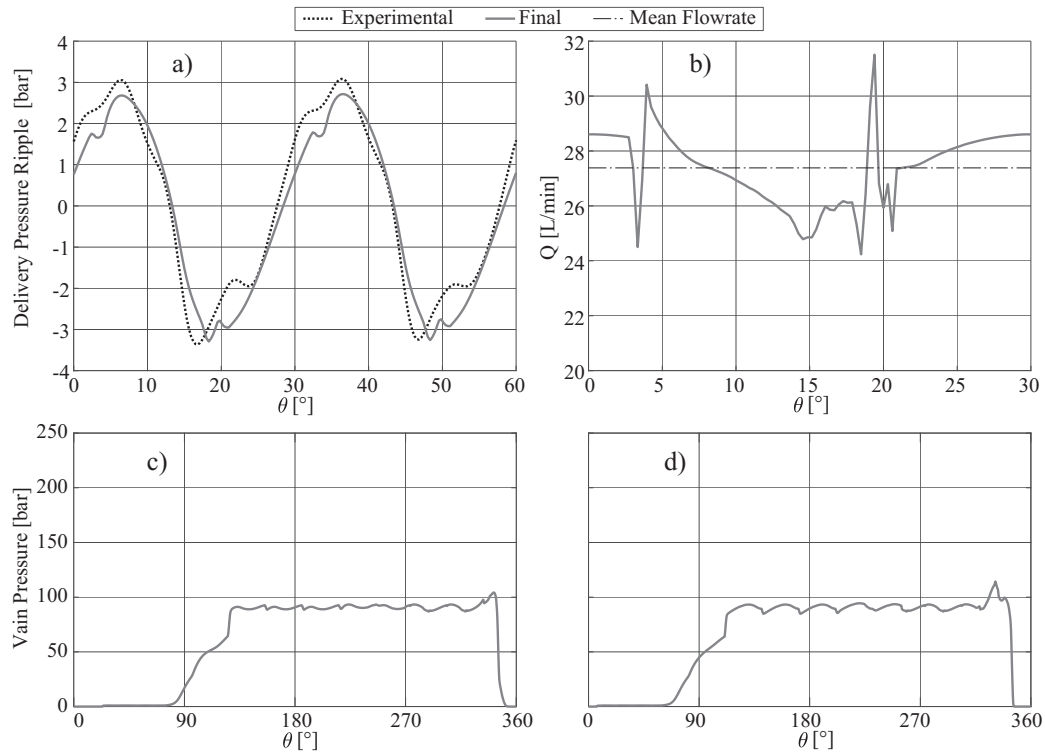 Experimental Final Mean Flowrate
a)
Delivery Pressure Ripple [bar]
4
3
2
1
0
-1
-2
-3
-4
0 10 20 30 40 50 60
θ [°]
b)
Q [L/min]
32
30
28
26
24
22
20
0 5 10 15 20 25 30
θ [°]
c)
Vain Pressure [bar]
250
200
150
100
50
0
0 90 180 270 360
θ [°]
d)
0 90 180 270 360
θ [°]